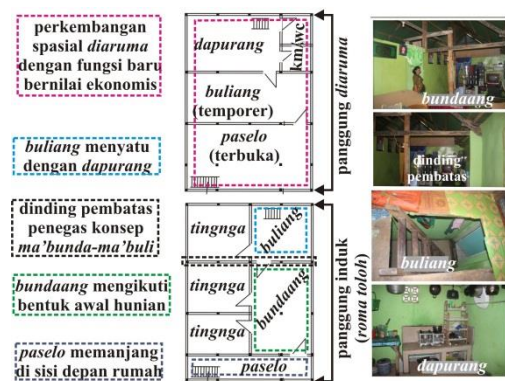 perkembangan
spasial diaruma
dengan fungsi baru
bernilai ekonomis
buliang menyatu
dengan dapurang
dinding pembatas
penegas konsep
ma'bunda-ma'buli
bundaang mengikuti
bentuk awal hunian
paselo memanjang
di sisi depan rumah
dapurang
km/wc
buliang
(temporer)
paselo
(terbuka)
panggung diaruma
tingnga
buliang
tingnga
bundaang
tingnga
paselo
panggung induk
(roma toloh)
bundaang
dinding
pembatas
buliang
dapurang